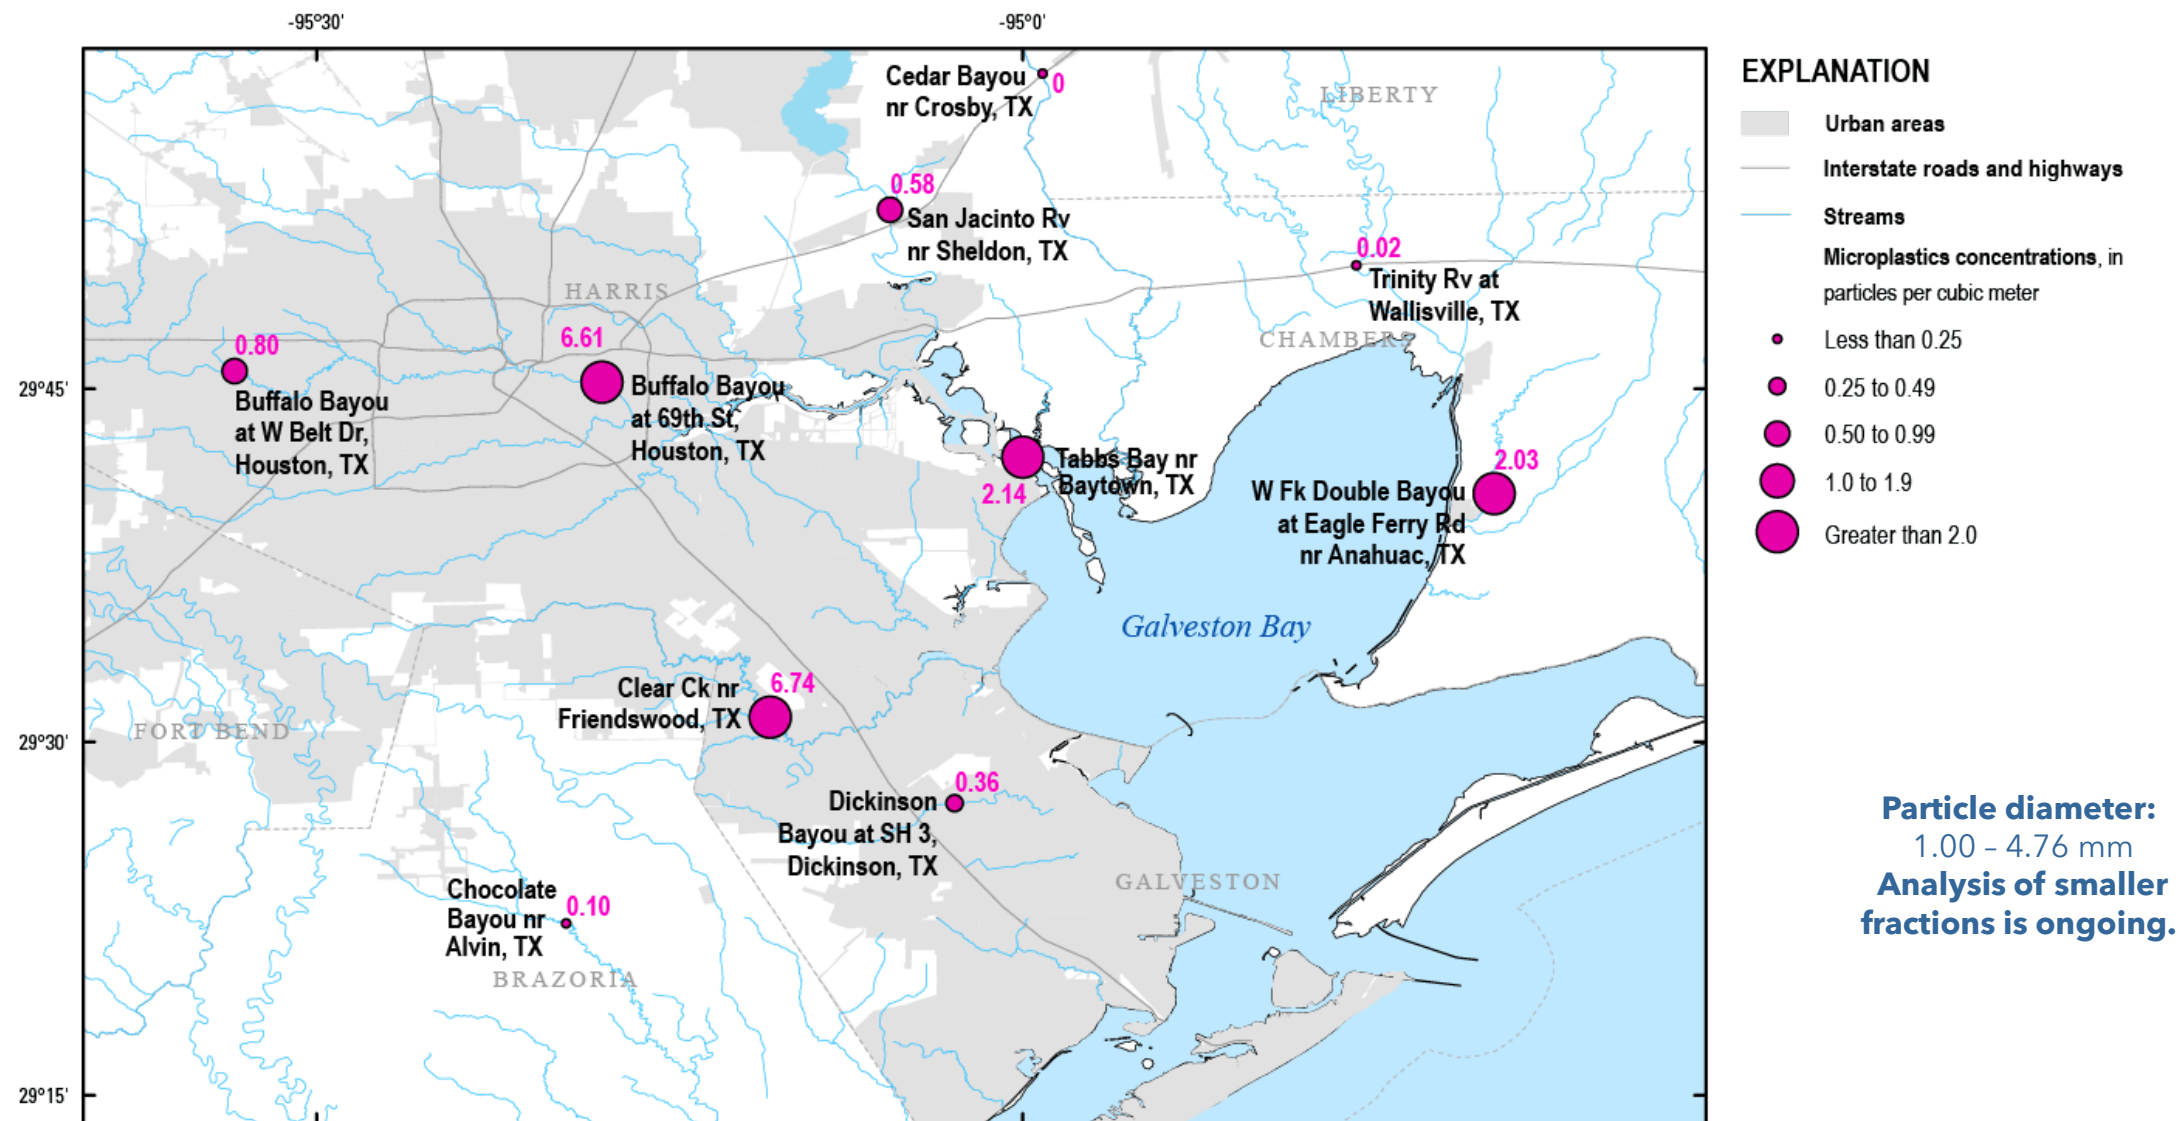 -95°30'
-95°0'
Cedar Bayou
nr Crosby, TX
0
LIBERTY
0.58
San Jacinto Rv
nr Sheldon, TX
0.02
Trinity Rv at
Wallisville, TX
HARRIS
CHAMBERS
0.80
Buffalo Bayou
at W Belt Dr,
Houston, TX
6.61
Buffalo Bayou
at 69th St,
Houston, TX
29°45'
Tabbs Bay nr
Baytown, TX
2.14
2.03
W Fk Double Bayou
at Eagle Ferry Rd
nr Anahuac, TX
Galveston Bay
6.74
Clear Ck nr
Friendswood, TX
FORT BEND
29°30'
0.36
Dickinson
Bayou at SH 3,
Dickinson, TX
GALVESTON
Chocolate
Bayou nr
Alvin, TX
0.10
BRAZORIA
29°15'
EXPLANATION
Urban areas
Interstate roads and highways
Streams
Microplastics concentrations, in
particles per cubic meter
Less than 0.25
0.25 to 0.49
0.50 to 0.99
1.0 to 1.9
Greater than 2.0
Particle diameter:
1.00 – 4.76 mm
Analysis of smaller
fractions is ongoing.